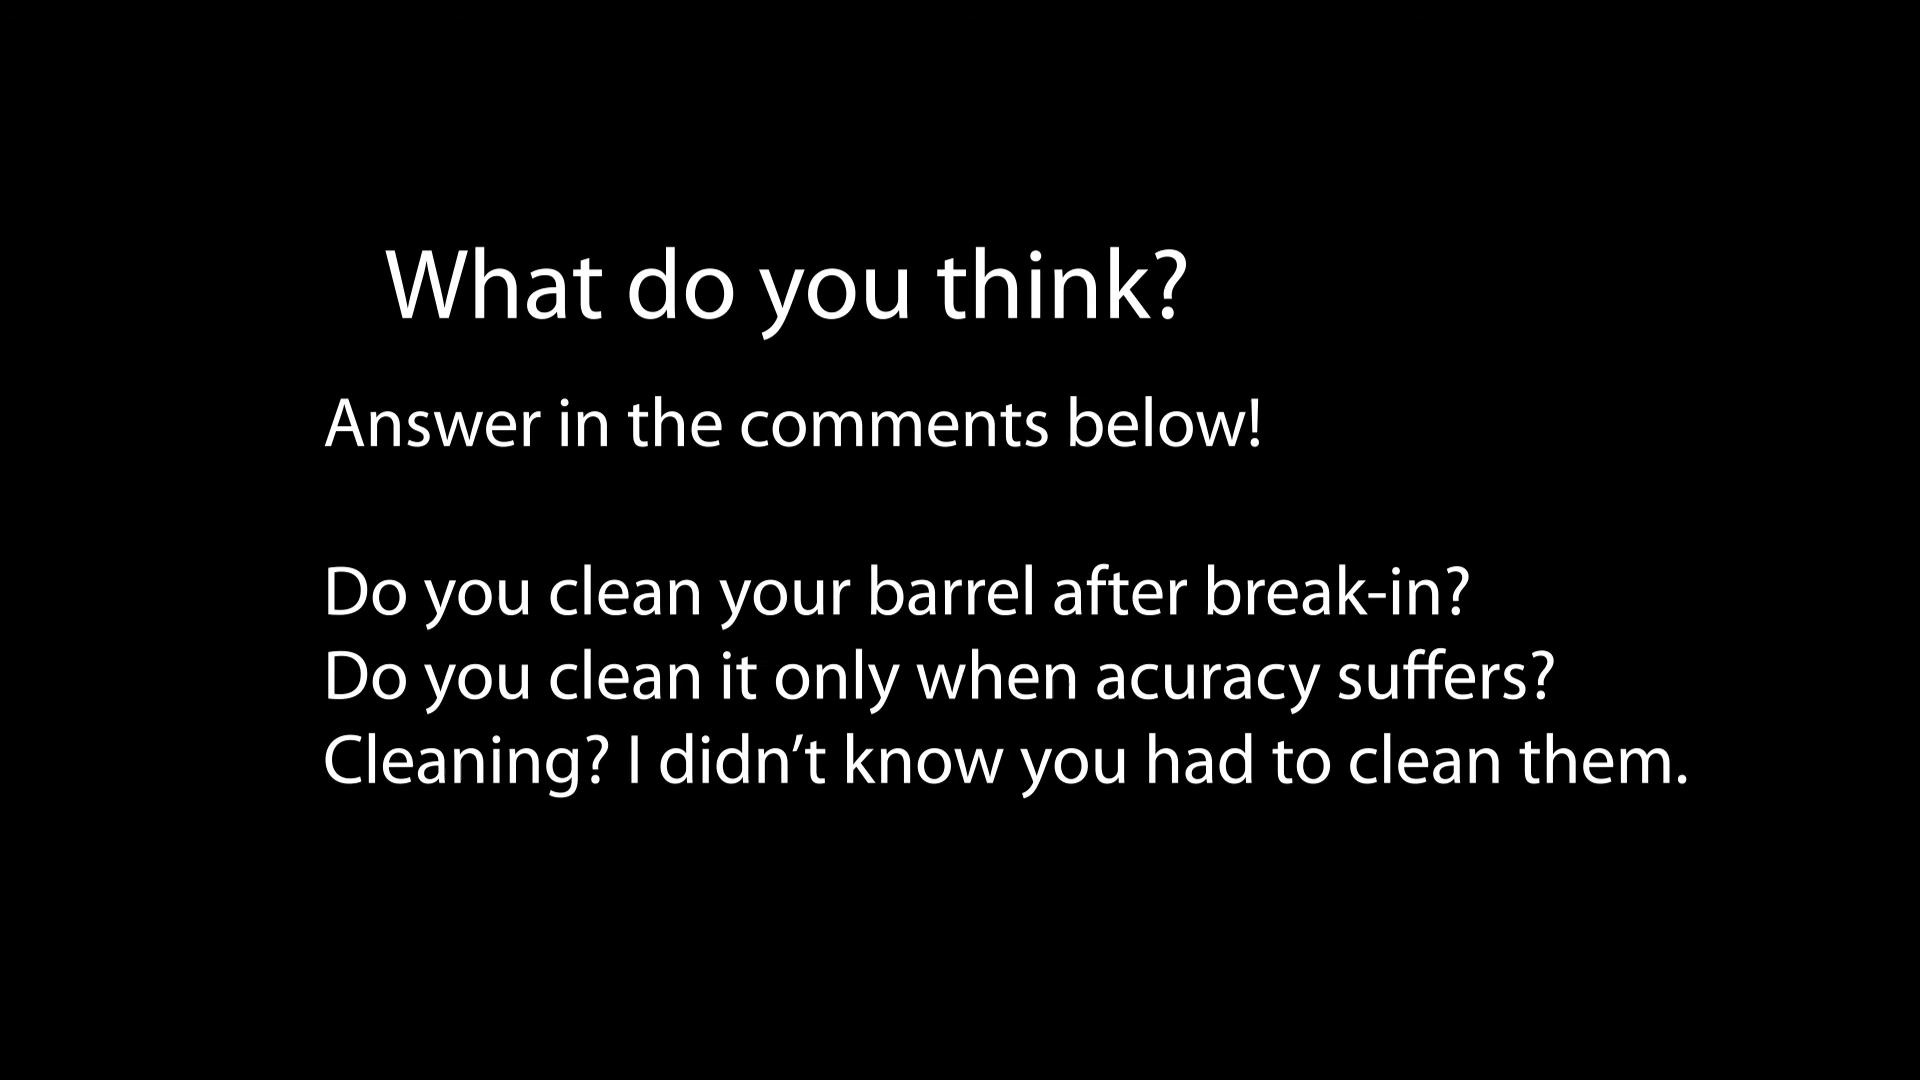 What do you think?
Answer in the comments below!
Do you clean your barrel after break-in?
Do you clean it only when acuracy suffers?
Cleaning? I didn’t know you had to clean them.